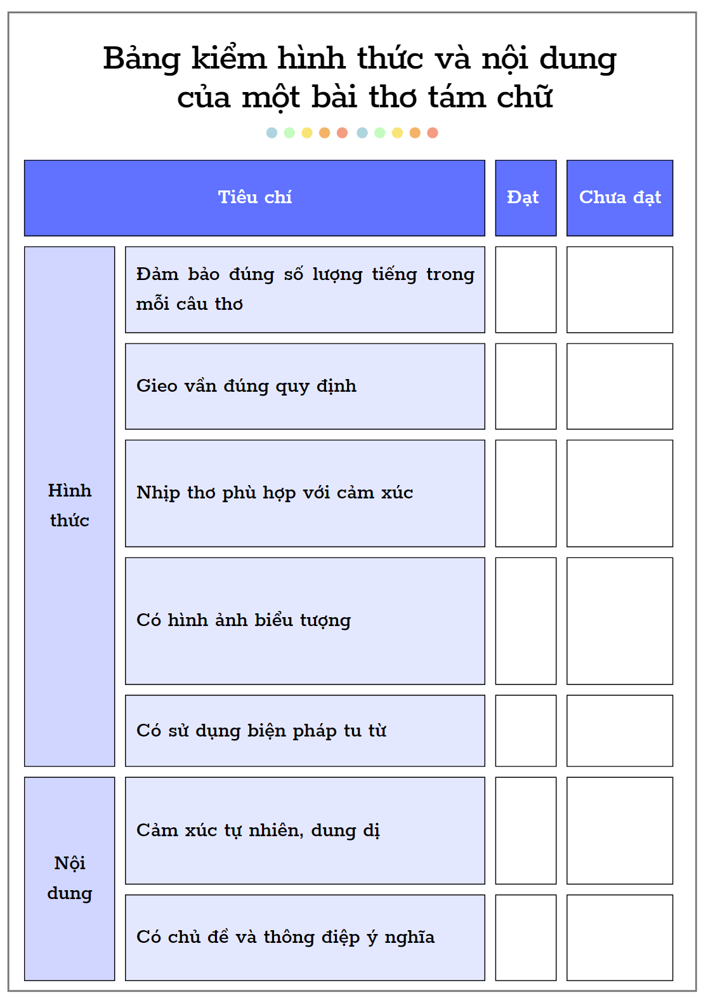 Bảng kiểm hình thức và nội dung
của một bài thơ tám chữ
Tiêu chí
Đạt
Chưa đạt
Hình
thức
Đảm bảo đúng số lượng tiếng trong
mỗi câu thơ
Gieo vần đúng quy định
Nhịp thơ phù hợp với cảm xúc
Có hình ảnh biểu tượng
Có sử dụng biện pháp tu từ
Nội
dung
Cảm xúc tự nhiên, dung dị
Có chủ đề và thông điệp ý nghĩa